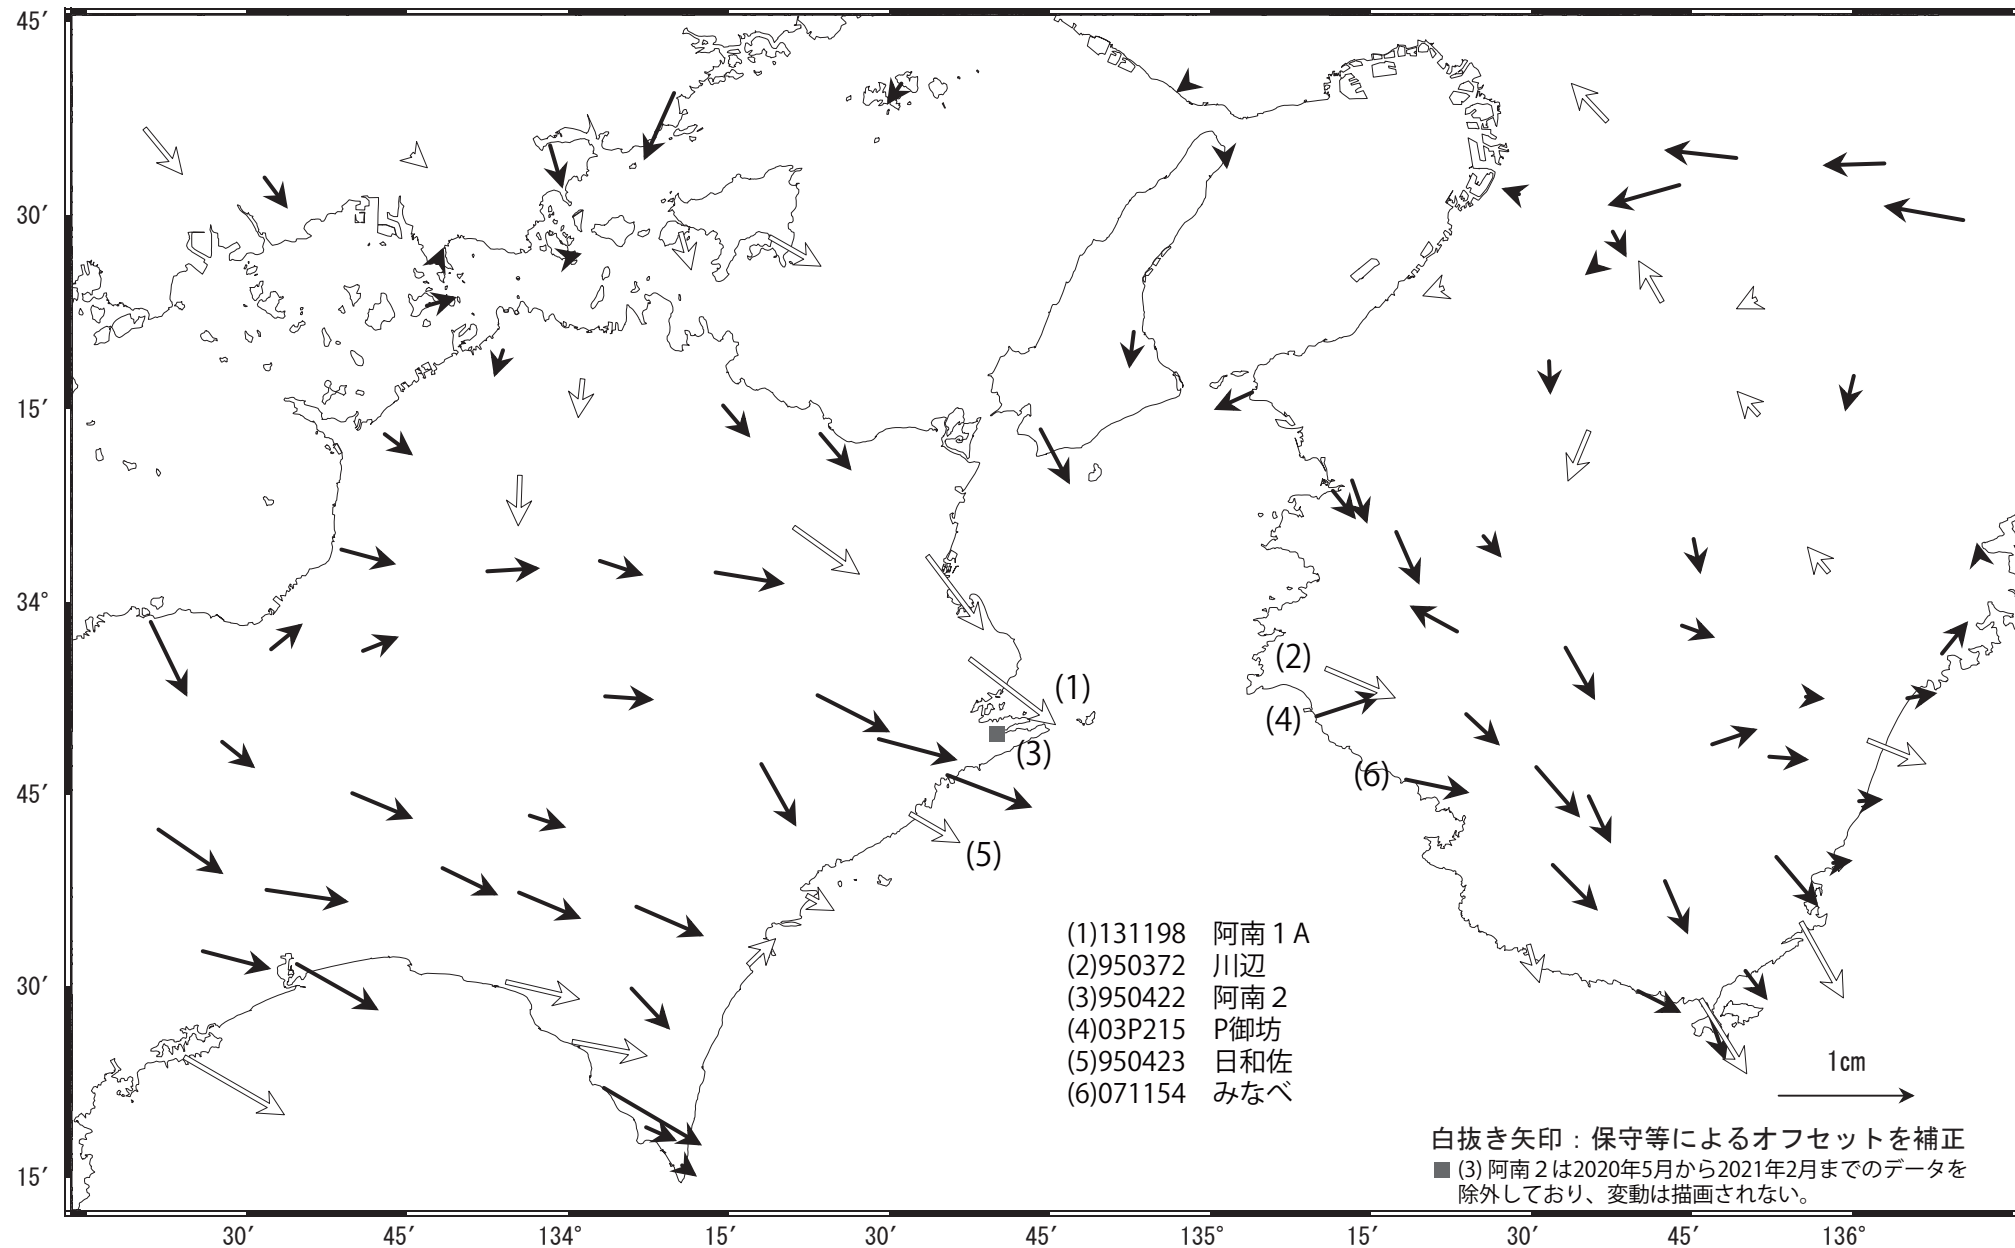 45′
30′
15′
34°
45′
30′
15′
(1)
(2)
(3)
(4)
(5)
(6)
(1)131198 阿南１A
(2)950372 川辺
(3)950422 阿南２
(4)03P215 P御坊
(5)950423 日和佐
(6)071154 みなべ
1cm
白抜き矢印：保守等によるオフセットを補正
■ (3) 阿南２は2020年5月から2021年2月までのデータを
除外しており、変動は描画されない。
30′ 45′ 134° 15′ 30′ 45′ 135° 15′ 30′ 45′ 136°